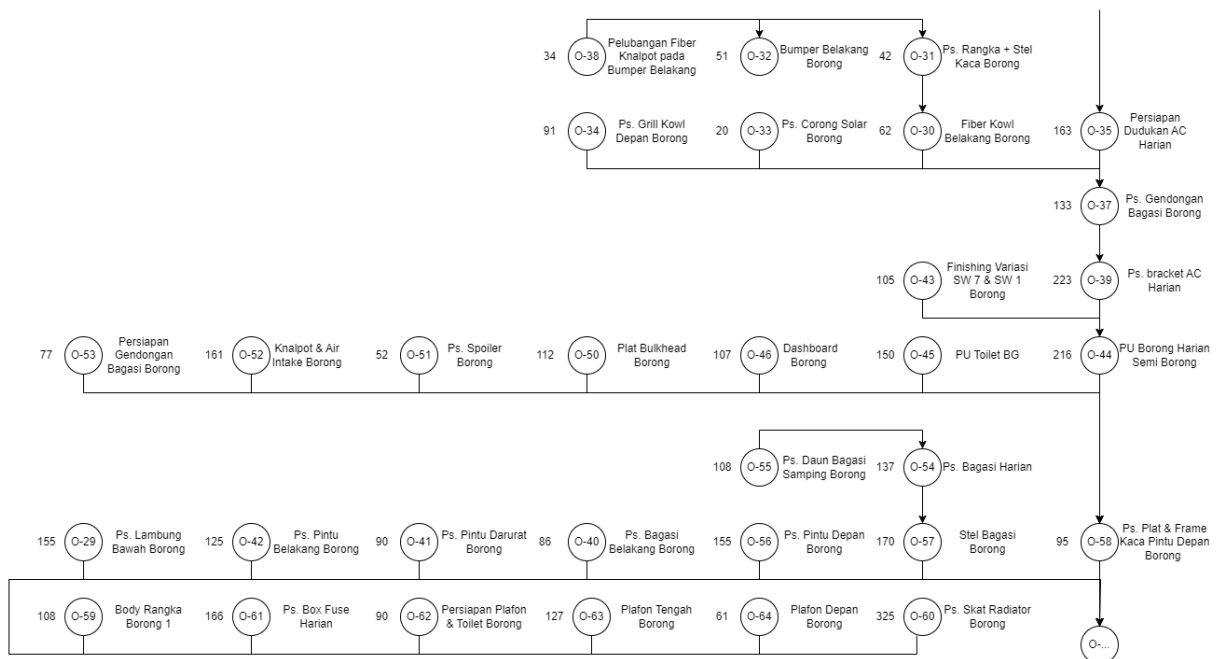 34 O-38 Pelubangan Fiber
Knalpot pada
Bumper Belakang
51 O-32 Bumper Belakang
Borong
42 O-31 Ps. Rangka + Stel
Kaca Borong
91 O-34 Ps. Grill Kowl
Depan Borong
20 O-33 Ps. Corong Solar
Borong
62 O-30 Fiber Kowl
Belakang Borong
163 O-35 Persiapan
Dudukan AC
Harian
133 O-37 Ps. Gendongan
Bagasi Borong
105 O-43 Finishing Variasi
SW 7 & SW 1
Borong
223 O-39 Ps. bracket AC
Harian
77 O-53 Persiapan
Gendongan
Bagasi Borong
161 O-52 Knalpot & Air
Intake Borong
52 O-51 Ps. Spoiler
Borong
112 O-50 Plat Bulkhead
Borong
107 O-46 Dashboard
Borong
150 O-45 PU Toilet BG
216 O-44 PU Borong Harian
Semi Borong
108 O-55 Ps. Daun Bagasi
Samping Borong
137 O-54 Ps. Bagasi Harian
155 O-29 Ps. Lambung
Bawah Borong
125 O-42 Ps. Pintu
Belakang Borong
90 O-41 Ps. Pintu Darurat
Borong
86 O-40 Ps. Bagasi
Belakang Borong
155 O-56 Ps. Pintu Depan
Borong
170 O-57 Stel Bagasi
Borong
95 O-58 Ps. Plat & Frame
Kaca Pintu Depan
Borong
108 O-59 Body Rangka
Borong 1
166 O-61 Ps. Box Fuse
Harian
90 O-62 Persiapan Plafon
& Toilet Borong
127 O-63 Plafon Tengah
Borong
61 O-64 Plafon Depan
Borong
325 O-60 Ps. Skat Radiator
Borong
O-...